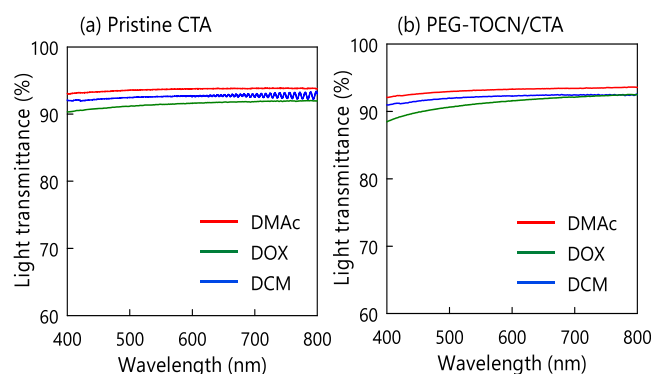 (a) Pristine CTA
100
90
80
70
60
400 500 600 700 800
Light transmittance (%)
Wavelength (nm)
DMAc
DOX
DCM
(b) PEG-TOCN/CTA
100
90
80
70
60
400 500 600 700 800
Light transmittance (%)
Wavelength (nm)
DMAc
DOX
DCM